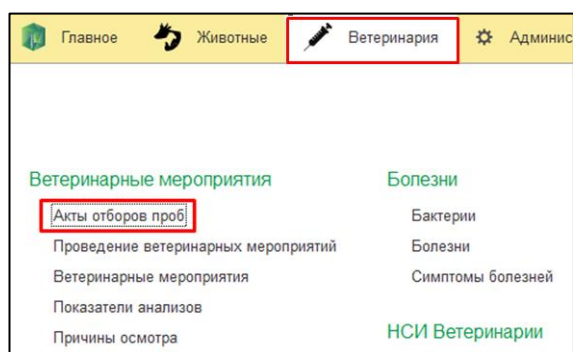 Главное Животные Ветеринария Админис
Ветеринарные мероприятия
Акты отборов проб
Проведение ветеринарных мероприятий
Ветеринарные мероприятия
Показатели анализов
Причины осмотра
Болезни
Бактерии
Болезни
Симптомы болезней
НСИ Ветеринарии